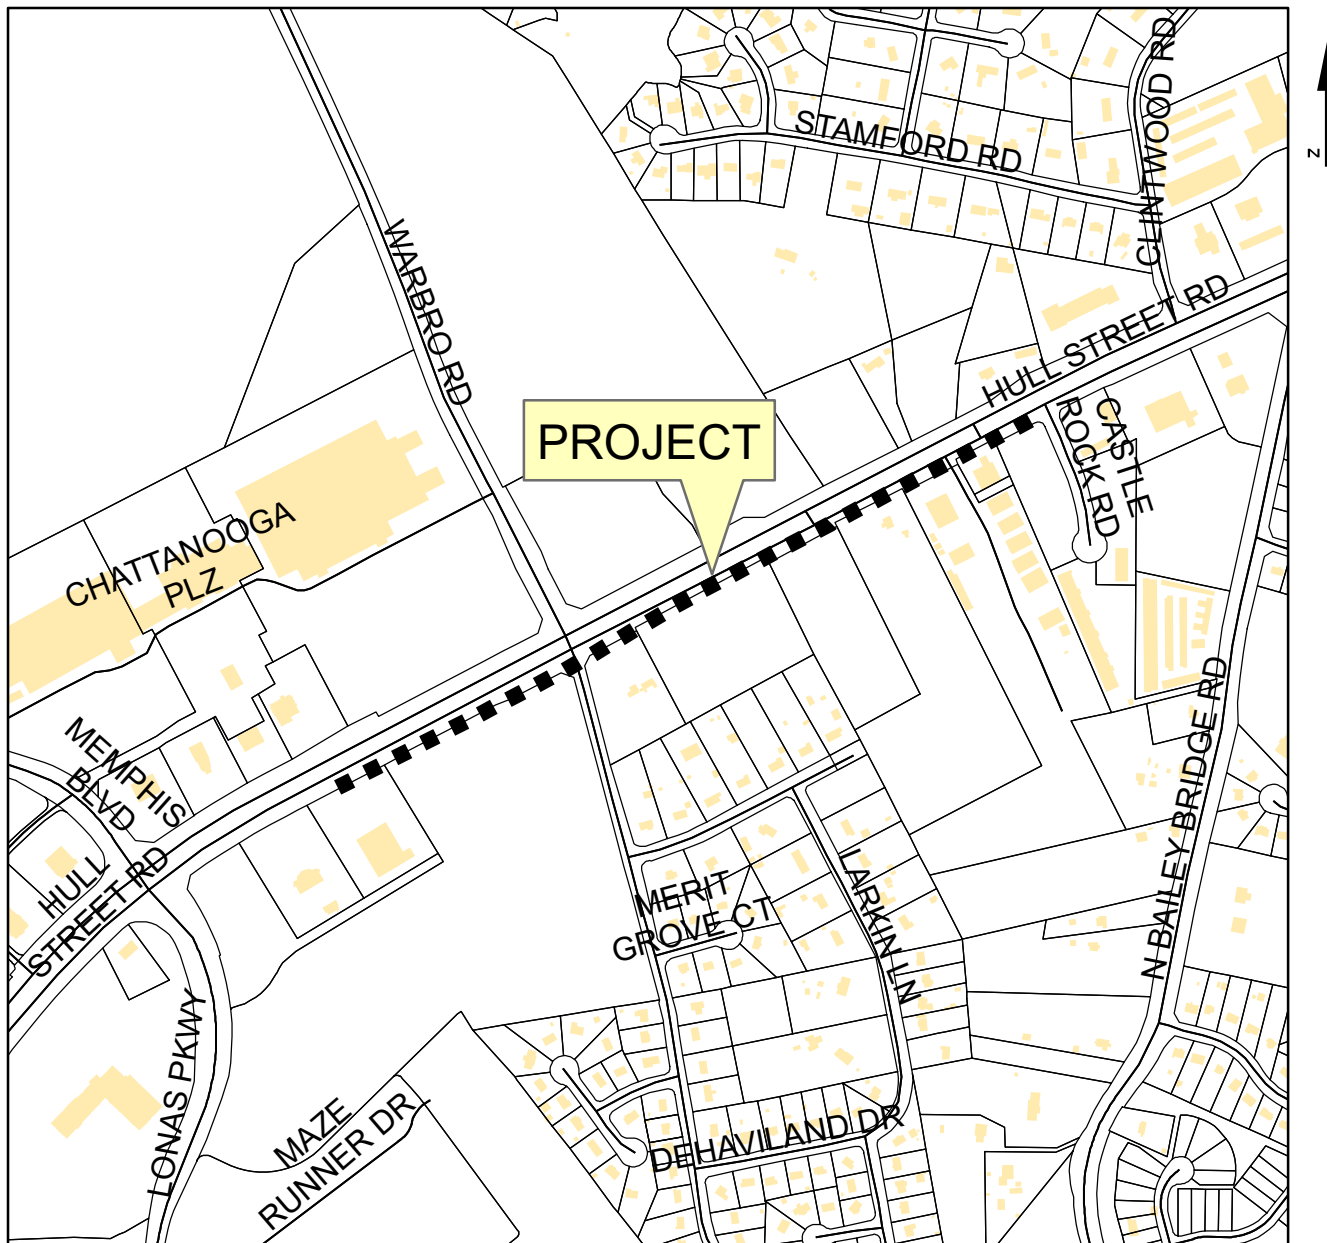 CLINTWOOD RD
STAMFORD RD
N
WARBRO RD
HULL STREET RD
PROJECT
CASTLE
ROCK RD
CHATTANOOGA
PLZ
MEMPHIS
BLVD
HULL
STREET RD
N BAILEY BRIDGE RD
MERIT
GROVE CT
LARKIN LN
LONAS PKWY
MAZE
RUNNER DR
DEHAVILAND DR